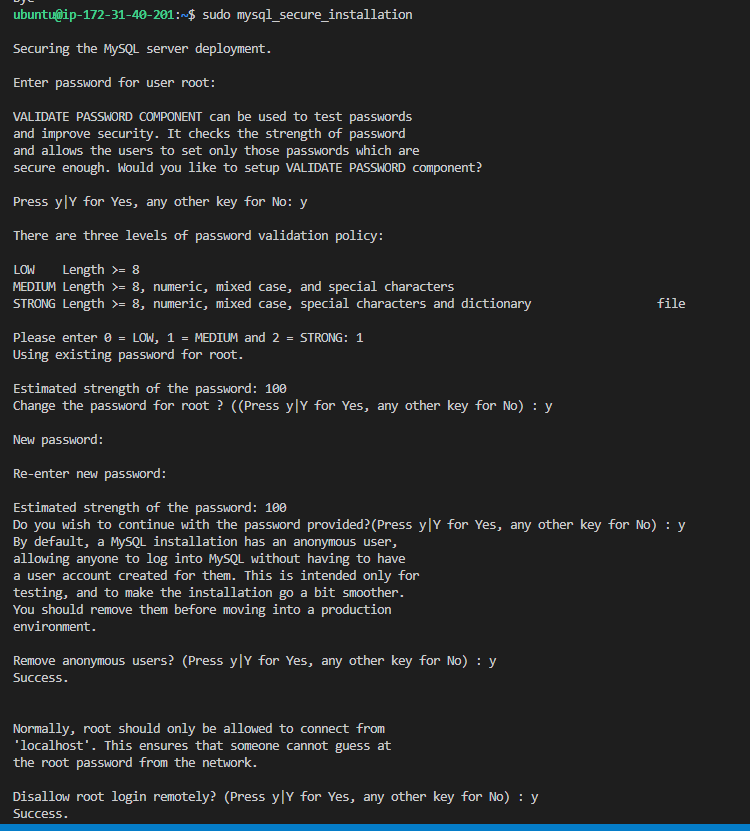 Bye
ubuntu@ip-172-31-40-201:~$ sudo mysql_secure_installation
Securing the MySQL server deployment.
Enter password for user root:
VALIDATE PASSWORD COMPONENT can be used to test passwords
and improve security. It checks the strength of password
and allows the users to set only those passwords which are
secure enough. Would you like to setup VALIDATE PASSWORD component?
Press y|Y for Yes, any other key for No: y
There are three levels of password validation policy:
LOW    Length >= 8
MEDIUM Length >= 8, numeric, mixed case, and special characters
STRONG Length >= 8, numeric, mixed case, special characters and dictionary                  file
Please enter 0 = LOW, 1 = MEDIUM and 2 = STRONG: 1
Using existing password for root.
Estimated strength of the password: 100
Change the password for root ? ((Press y|Y for Yes, any other key for No) : y
New password:
Re-enter new password:
Estimated strength of the password: 100
Do you wish to continue with the password provided?(Press y|Y for Yes, any other key for No) : y
By default, a MySQL installation has an anonymous user,
allowing anyone to log into MySQL without having to have
a user account created for them. This is intended only for
testing, and to make the installation go a bit smoother.
You should remove them before moving into a production
environment.
Remove anonymous users? (Press y|Y for Yes, any other key for No) : y
Success.
Normally, root should only be allowed to connect from
'localhost'. This ensures that someone cannot guess at
the root password from the network.
Disallow root login remotely? (Press y|Y for Yes, any other key for No) : y
Success.